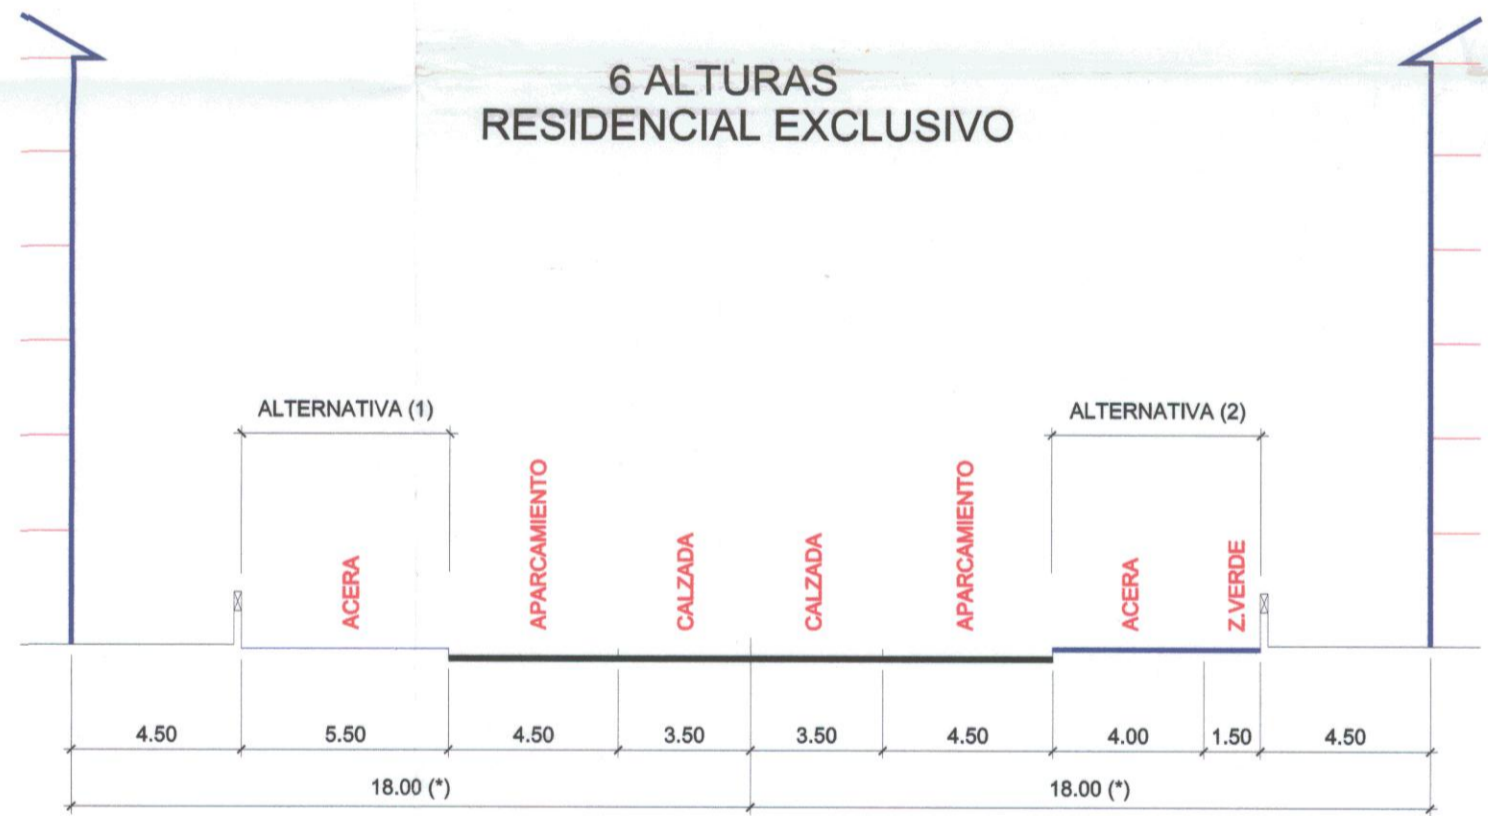 6 ALTURAS
RESIDENCIAL EXCLUSIVO
ALTERNATIVA (1)
ALTERNATIVA (2)
ACERA
APARCAMIENTO
CALZADA
CALZADA
APARCAMIENTO
ACERA
Z.VERDE
4.50 5.50 4.50 3.50 3.50 4.50 4.00 1.50 4.50
18.00 (*) 18.00 (*)